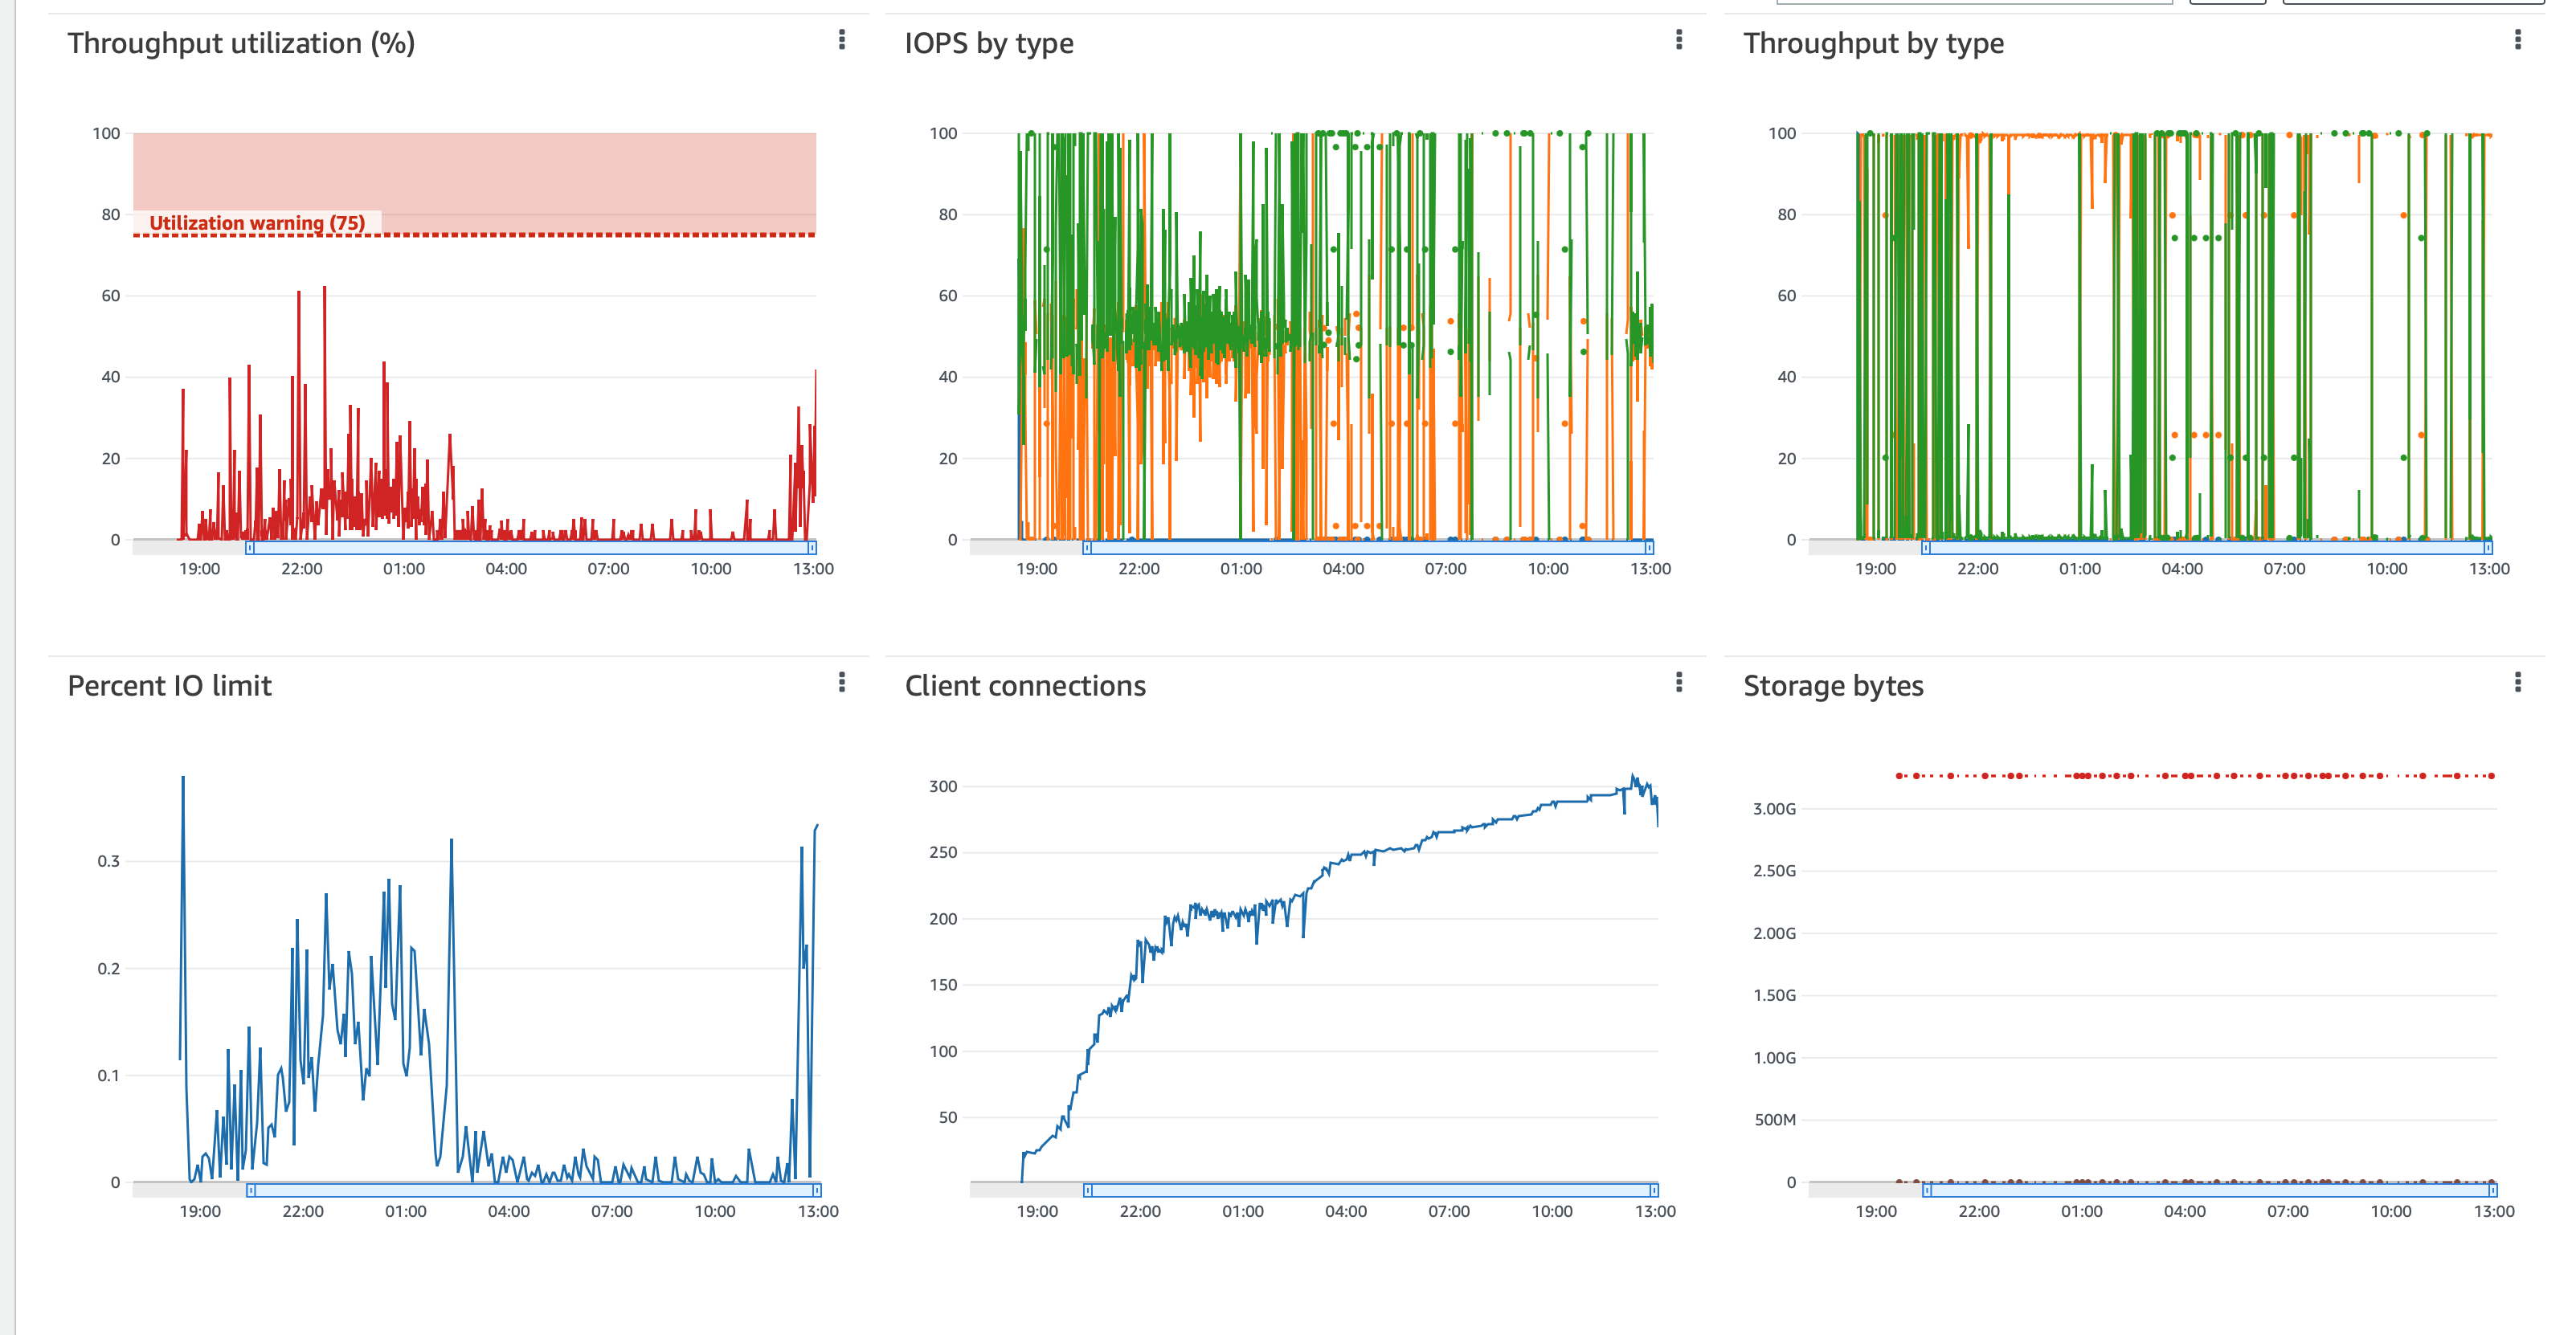 Throughput utilization (%)
100
80
60
40
20
0
Utilization warning (75)
19:00 22:00 01:00 04:00 07:00 10:00 13:00
IOPS by type
100
80
60
40
20
0
19:00 22:00 01:00 04:00 07:00 10:00 13:00
Throughput by type
100
80
60
40
20
0
19:00 22:00 01:00 04:00 07:00 10:00 13:00
Percent IO limit
0.3
0.2
0.1
0
19:00 22:00 01:00 04:00 07:00 10:00 13:00
Client connections
300
250
200
150
100
50
19:00 22:00 01:00 04:00 07:00 10:00 13:00
Storage bytes
3.00G
2.50G
2.00G
1.50G
1.00G
500M
0
19:00 22:00 01:00 04:00 07:00 10:00 13:00